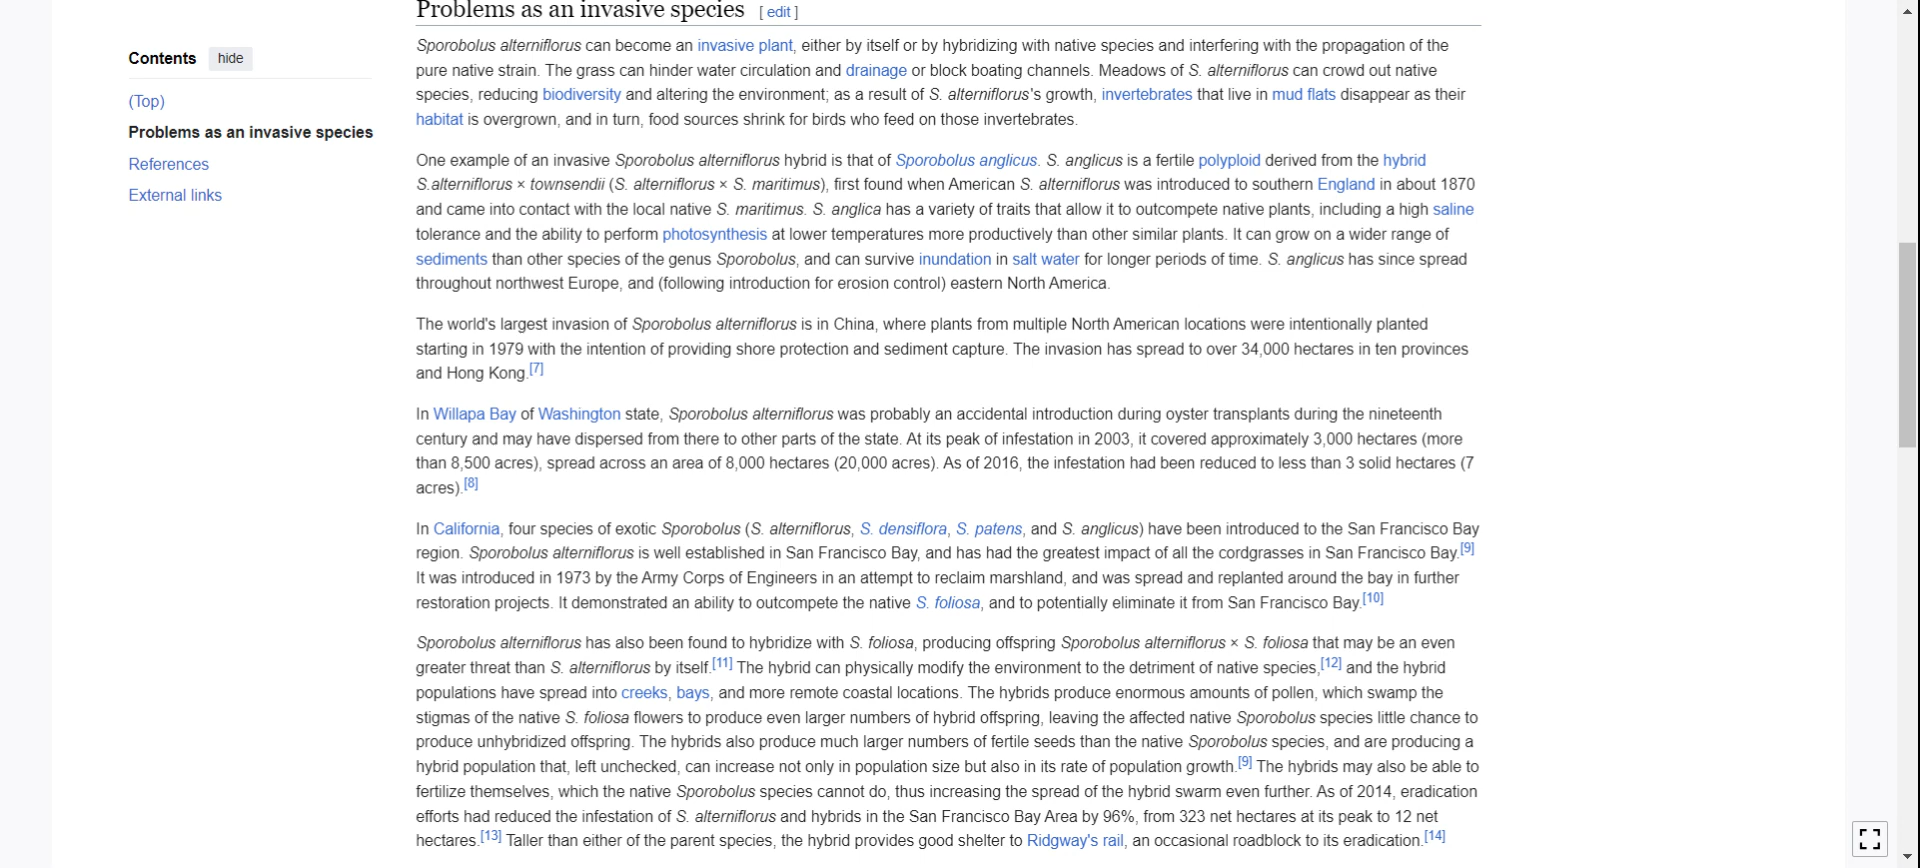 Problems as an invasive species [ edit ]
Contents hide
(Top)
Problems as an invasive species
References
External links
Sporobolus alterniflorus can become an invasive plant, either by itself or by hybridizing with native species and interfering with the propagation of the
pure native strain. The grass can hinder water circulation and drainage or block boating channels. Meadows of S. alterniflorus can crowd out native
species, reducing biodiversity and altering the environment; as a result of S. alterniflorus's growth, invertebrates that live in mud flats disappear as their
habitat is overgrown, and in turn, food sources shrink for birds who feed on those invertebrates.
One example of an invasive Sporobolus alterniflorus hybrid is that of Sporobolus anglicus. S. anglicus is a fertile polyploid derived from the hybrid
S.alterniflorus × townsendii (S. alterniflorus × S. maritimus), first found when American S. alterniflorus was introduced to southern England in about 1870
and came into contact with the local native S. maritimus. S. anglica has a variety of traits that allow it to outcompete native plants, including a high saline
tolerance and the ability to perform photosynthesis at lower temperatures more productively than other similar plants. It can grow on a wider range of
sediments than other species of the genus Sporobolus, and can survive inundation in salt water for longer periods of time. S. anglicus has since spread
throughout northwest Europe, and (following introduction for erosion control) eastern North America.
The world's largest invasion of Sporobolus alterniflorus is in China, where plants from multiple North American locations were intentionally planted
starting in 1979 with the intention of providing shore protection and sediment capture. The invasion has spread to over 34,000 hectares in ten provinces
and Hong Kong.[7]
In Willapa Bay of Washington state, Sporobolus alterniflorus was probably an accidental introduction during oyster transplants during the nineteenth
century and may have dispersed from there to other parts of the state. At its peak of infestation in 2003, it covered approximately 3,000 hectares (more
than 8,500 acres), spread across an area of 8,000 hectares (20,000 acres). As of 2016, the infestation had been reduced to less than 3 solid hectares (7
acres).[8]
In California, four species of exotic Sporobolus (S. alterniflorus, S. densiflora, S. patens, and S. anglicus) have been introduced to the San Francisco Bay
region. Sporobolus alterniflorus is well established in San Francisco Bay, and has had the greatest impact of all the cordgrasses in San Francisco Bay.[9]
It was introduced in 1973 by the Army Corps of Engineers in an attempt to reclaim marshland, and was spread and replanted around the bay in further
restoration projects. It demonstrated an ability to outcompete the native S. foliosa, and to potentially eliminate it from San Francisco Bay.[10]
Sporobolus alterniflorus has also been found to hybridize with S. foliosa, producing offspring Sporobolus alterniflorus × S. foliosa that may be an even
greater threat than S. alterniflorus by itself.[11] The hybrid can physically modify the environment to the detriment of native species,[12] and the hybrid
populations have spread into creeks, bays, and more remote coastal locations. The hybrids produce enormous amounts of pollen, which swamp the
stigmas of the native S. foliosa flowers to produce even larger numbers of hybrid offspring, leaving the affected native Sporobolus species little chance to
produce unhybridized offspring. The hybrids also produce much larger numbers of fertile seeds than the native Sporobolus species, and are producing a
hybrid population that, left unchecked, can increase not only in population size but also in its rate of population growth.[9] The hybrids may also be able to
fertilize themselves, which the native Sporobolus species cannot do, thus increasing the spread of the hybrid swarm even further. As of 2014, eradication
efforts had reduced the infestation of S. alterniflorus and hybrids in the San Francisco Bay Area by 96%, from 323 net hectares at its peak to 12 net
hectares.[13] Taller than either of the parent species, the hybrid provides good shelter to Ridgway's rail, an occasional roadblock to its eradication.[14]